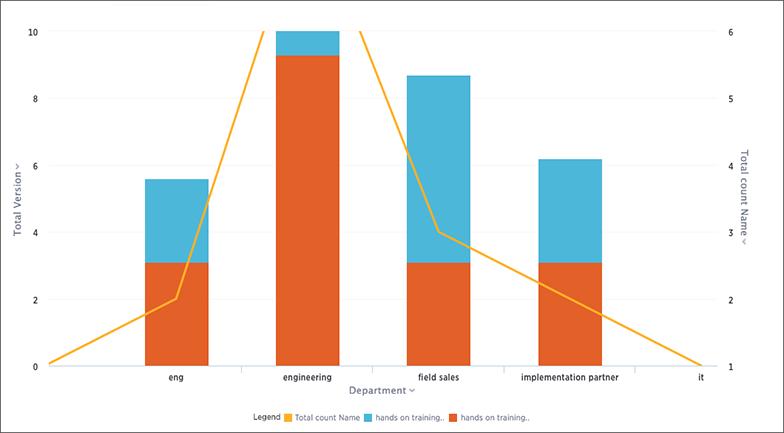 10
8
6
4
2
0
Total Version
6
5
4
3
2
1
Total count Name
eng
engineering
field sales
implementation partner
it
Department
Legend Total count Name hands on training.. hands on training..